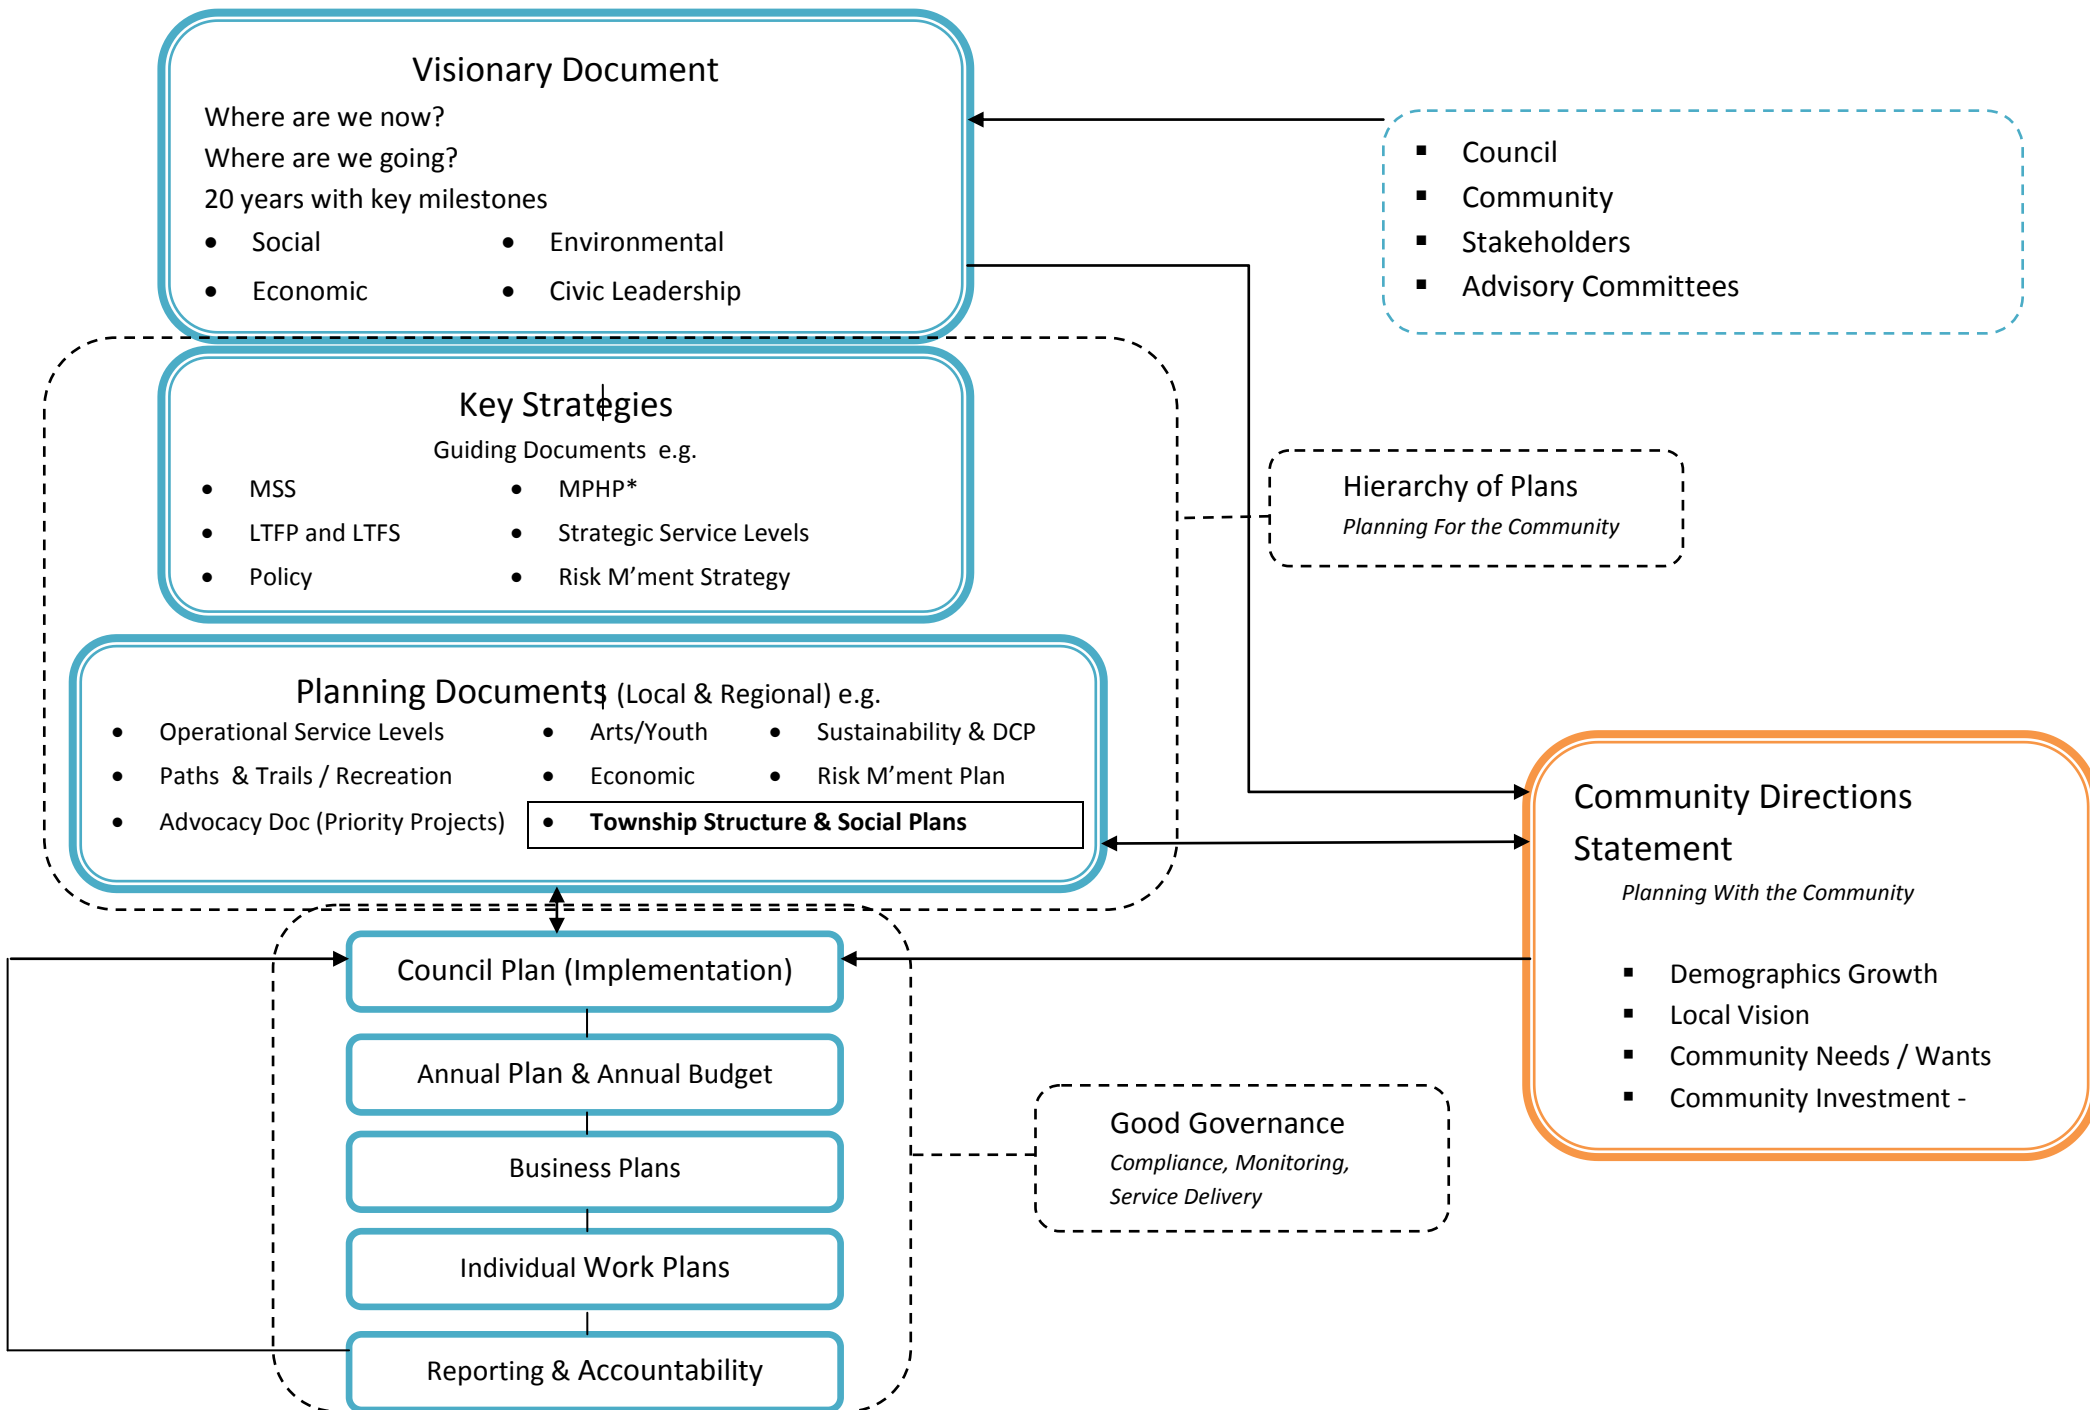 Visionary Document
Where are we now?
Where are we going?
20 years with key milestones
• Social
• Environmental
• Economic
• Civic Leadership
▪ Council
▪ Community
▪ Stakeholders
▪ Advisory Committees
Key Strategies
Guiding Documents e.g.
• MSS
• MPHP*
• LTFP and LTFS
• Strategic Service Levels
• Policy
• Risk M’ment Strategy
Hierarchy of Plans
Planning For the Community
Planning Documents (Local & Regional) e.g.
• Operational Service Levels
• Arts/Youth
• Sustainability & DCP
• Paths & Trails / Recreation
• Economic
• Risk M’ment Plan
• Advocacy Doc (Priority Projects)
• Township Structure & Social Plans
Community Directions
Statement
Planning With the Community
▪ Demographics Growth
▪ Local Vision
▪ Community Needs / Wants
▪ Community Investment -
Council Plan (Implementation)
Annual Plan & Annual Budget
Business Plans
Individual Work Plans
Reporting & Accountability
Good Governance
Compliance, Monitoring,
Service Delivery